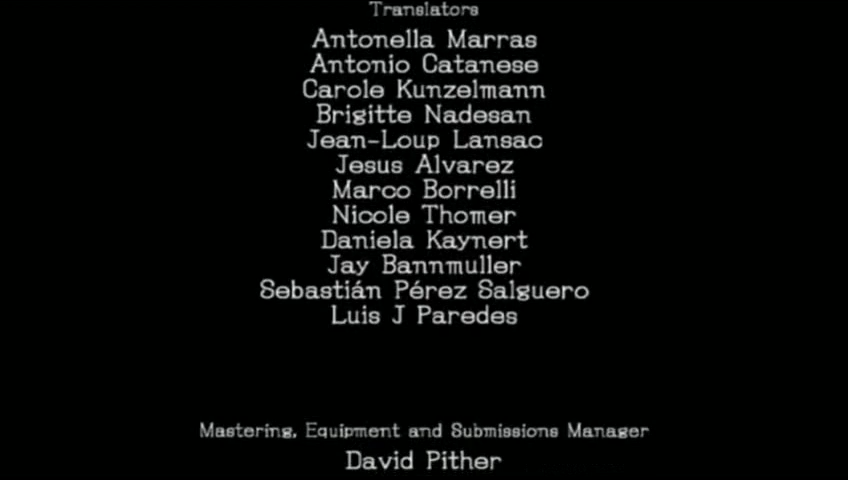 Translators
Antonella Marras
Antonio Catanese
Carole Kunzelmann
Brigitte Nadesan
Jean-Loup Lansac
Jesus Alvarez
Marco Borrelli
Nicole Thomer
Daniela Kaynert
Jay Bannmuller
Sebastián Pérez Salguero
Luis J Paredes
Mastering, Equipment and Submissions Manager
David Pither